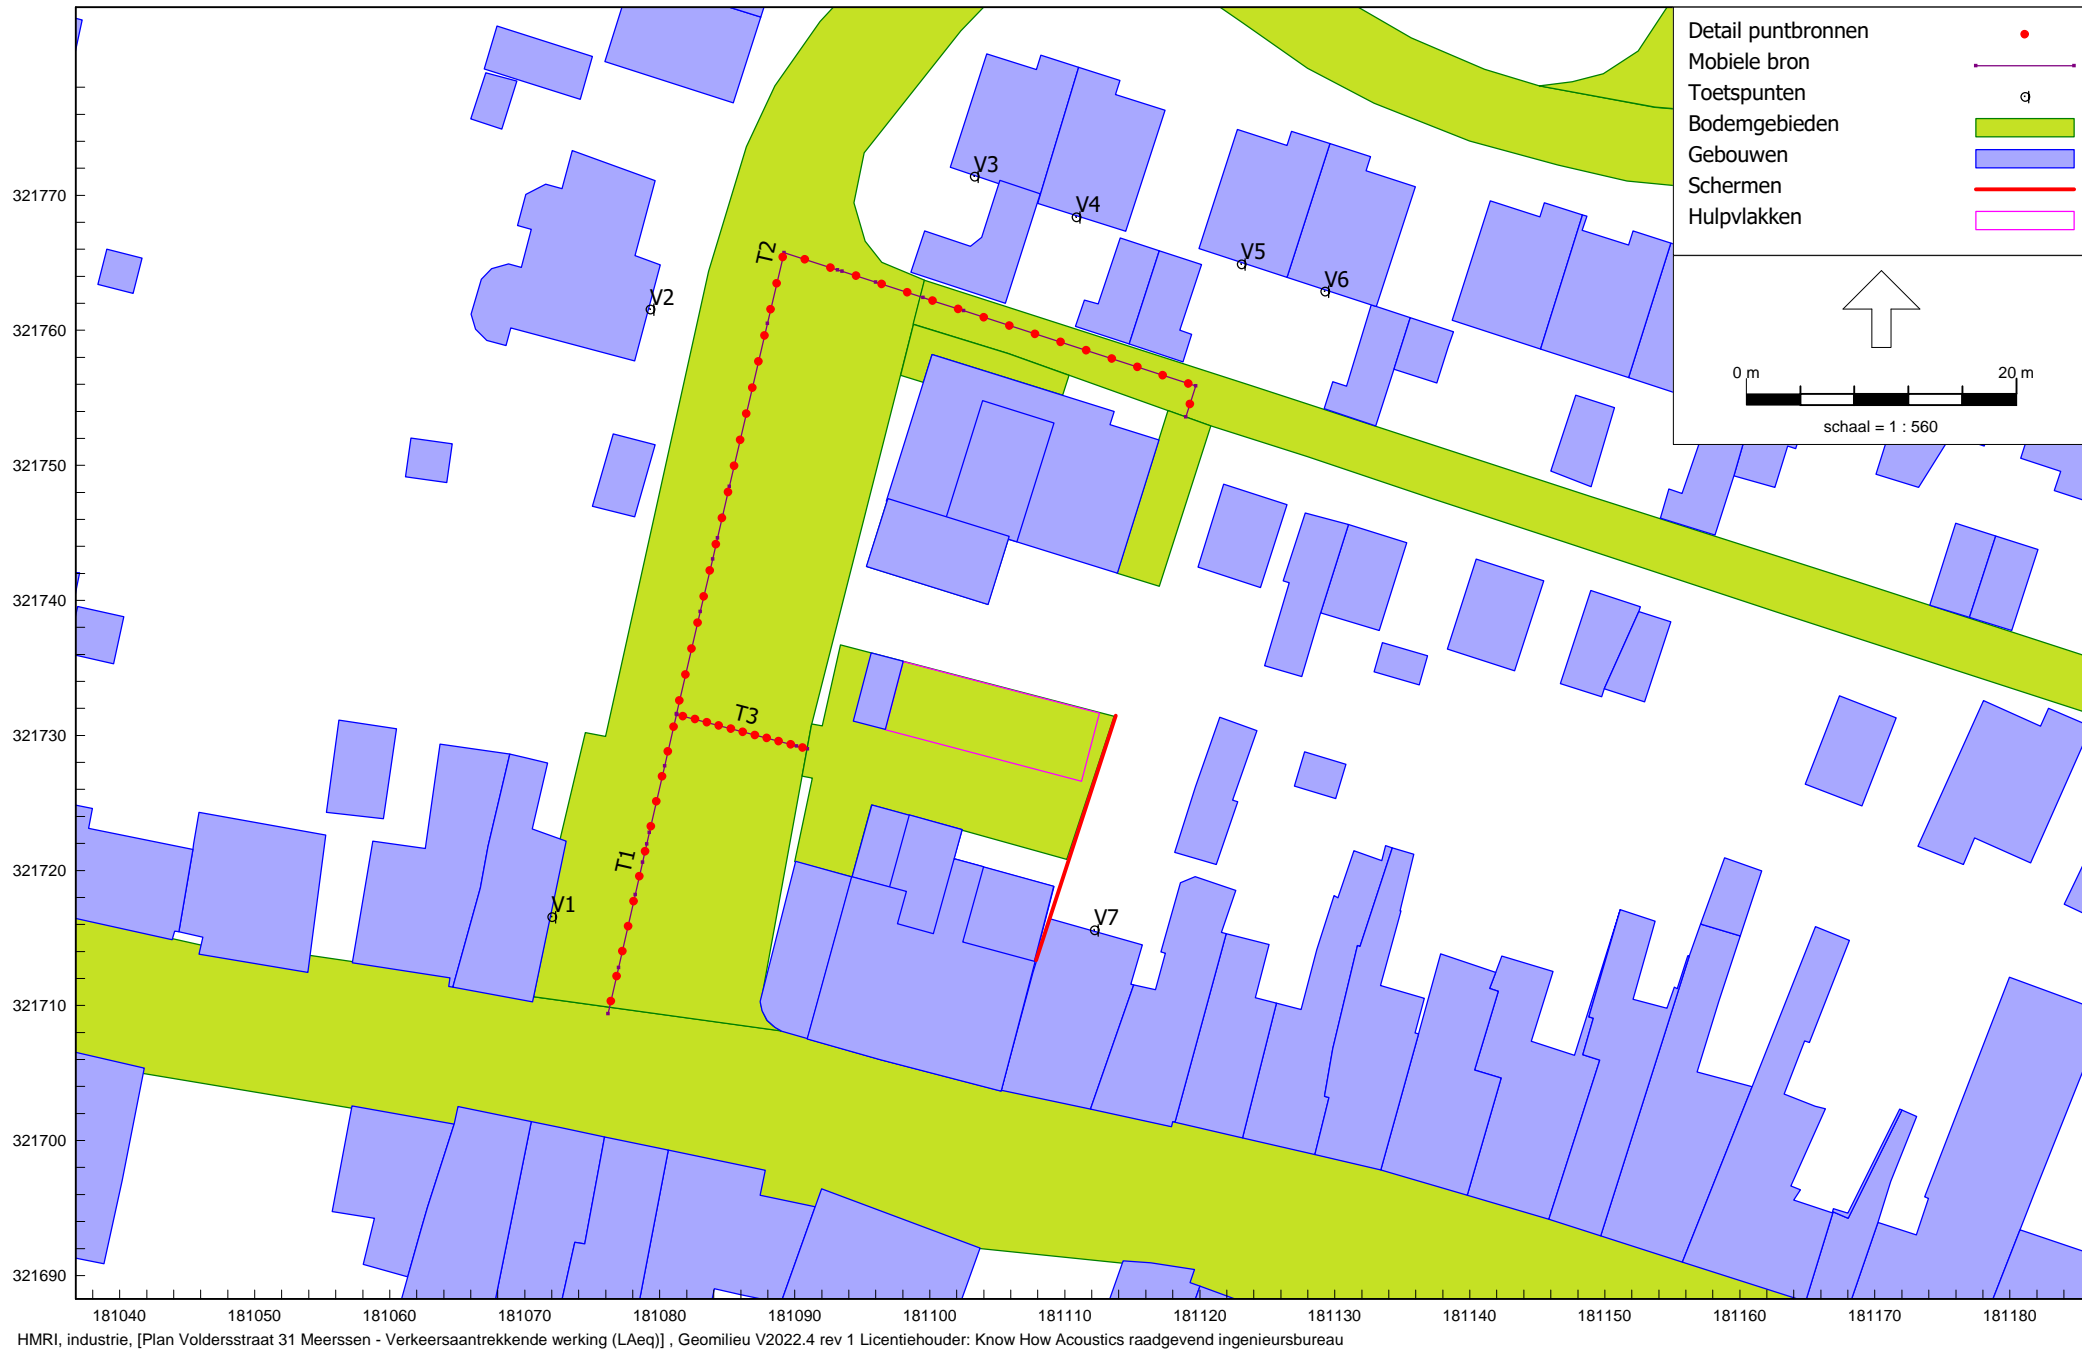 Detail puntbronnen
Mobiele bron
Toetspunten
Bodemgebieden
Gebouwen
Schermen
Hulpvlakken
0 m 20 m
schaal = 1 : 560
V3
V4
V5
V6
T2
V2
T3
T1
V1
V7
321770
321760
321750
321740
321730
321720
321710
321700
321690
181040 181050 181060 181070 181080 181090 181100 181110 181120 181130 181140 181150 181160 181170 181180
HMRI, industrie, [Plan Voldersstraat 31 Meerssen - Verkeersaantrekkende werking (LAeq)] , Geomilieu V2022.4 rev 1 Licentiehouder: Know How Acoustics raadgevend ingenieursbureau